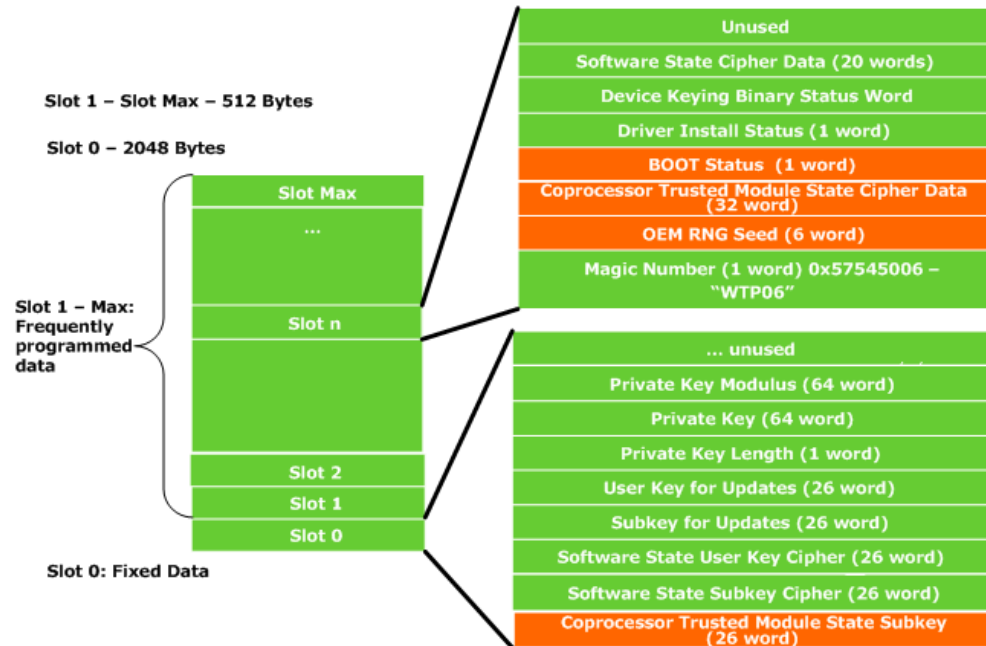 Slot 1 – Slot Max – 512 Bytes
Slot 0 – 2048 Bytes
Slot Max
...
Slot n
Slot 2
Slot 1
Slot 0
Slot 1 – Max:
Frequently
programmed
data
Slot 0: Fixed Data
Unused
Software State Cipher Data (20 words)
Device Keying Binary Status Word
Driver Install Status (1 word)
BOOT Status (1 word)
Coprocessor Trusted Module State Cipher Data
(32 word)
OEM RNG Seed (6 word)
Magic Number (1 word) 0x57545006 –
“WTP06”
... unused
Private Key Modulus (64 word)
Private Key (64 word)
Private Key Length (1 word)
User Key for Updates (26 word)
Subkey for Updates (26 word)
Software State User Key Cipher (26 word)
Software State Subkey Cipher (26 word)
Coprocessor Trusted Module State Subkey
(26 word)